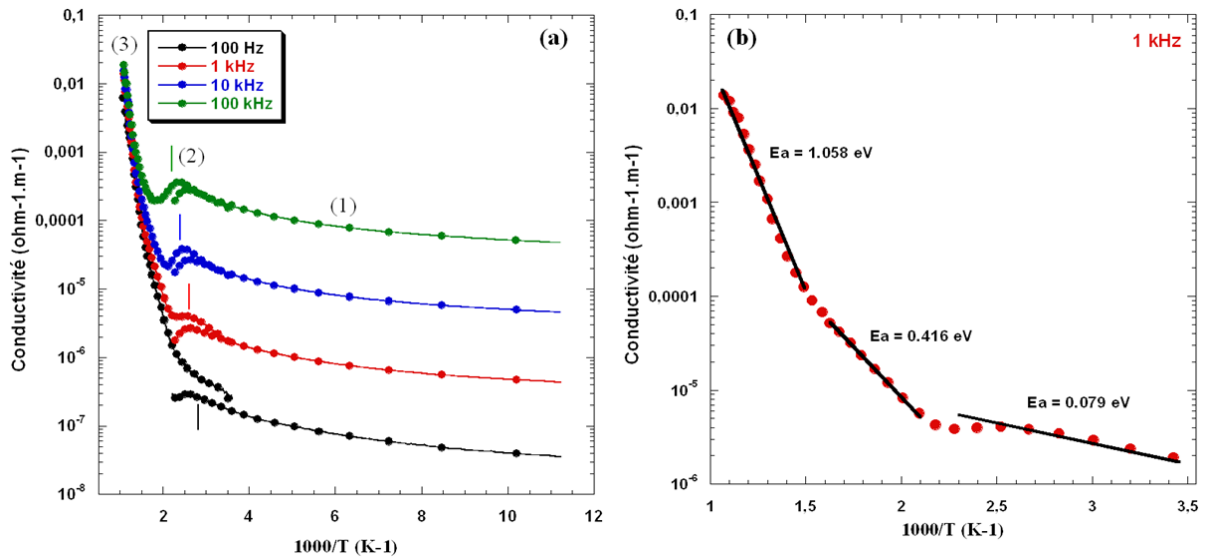 (a)
(3)
100 Hz
1 kHz
10 kHz
100 kHz
(2)
(1)
0,1
0,01
0,001
0,0001
10-5
10-6
10-7
10-8
Conductivité (ohm-1.m-1)
0 2 4 6 8 10 12
1000/T (K-1)
(b)
1 kHz
Ea = 1.058 eV
Ea = 0.416 eV
Ea = 0.079 eV
0.1
0.01
0.001
0.0001
10-5
10-6
Conductivité (ohm-1.m-1)
1 1.5 2 2.5 3 3.5
1000/T (K-1)